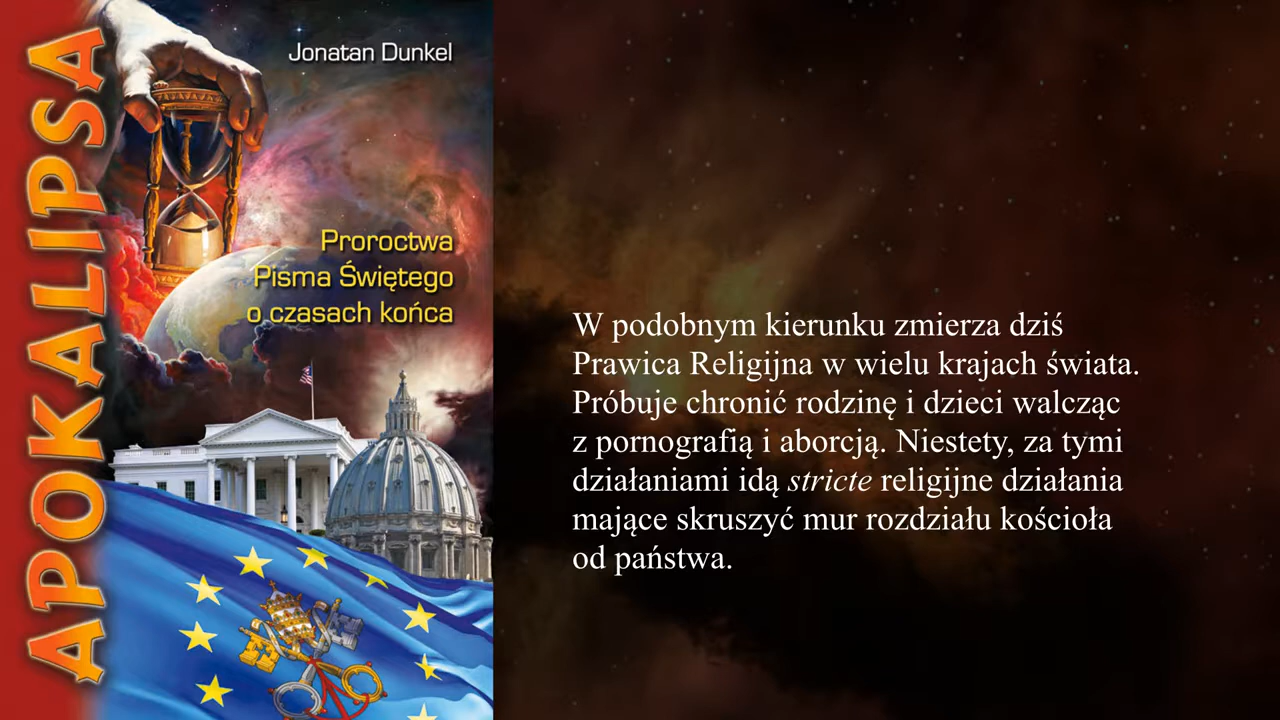 APOKALIPSA
Jonatan Dunkel
Proroctwa
Pisma Świętego
o czasach końca
W podobnym kierunku zmierza dziś
Prawica Religijna w wielu krajach świata.
Próbuje chronić rodzinę i dzieci walcząc
z pornografią i aborcją. Niestety, za tymi
działaniami idą stricte religijne działania
mające skruszyć mur rozdziału kościoła
od państwa.